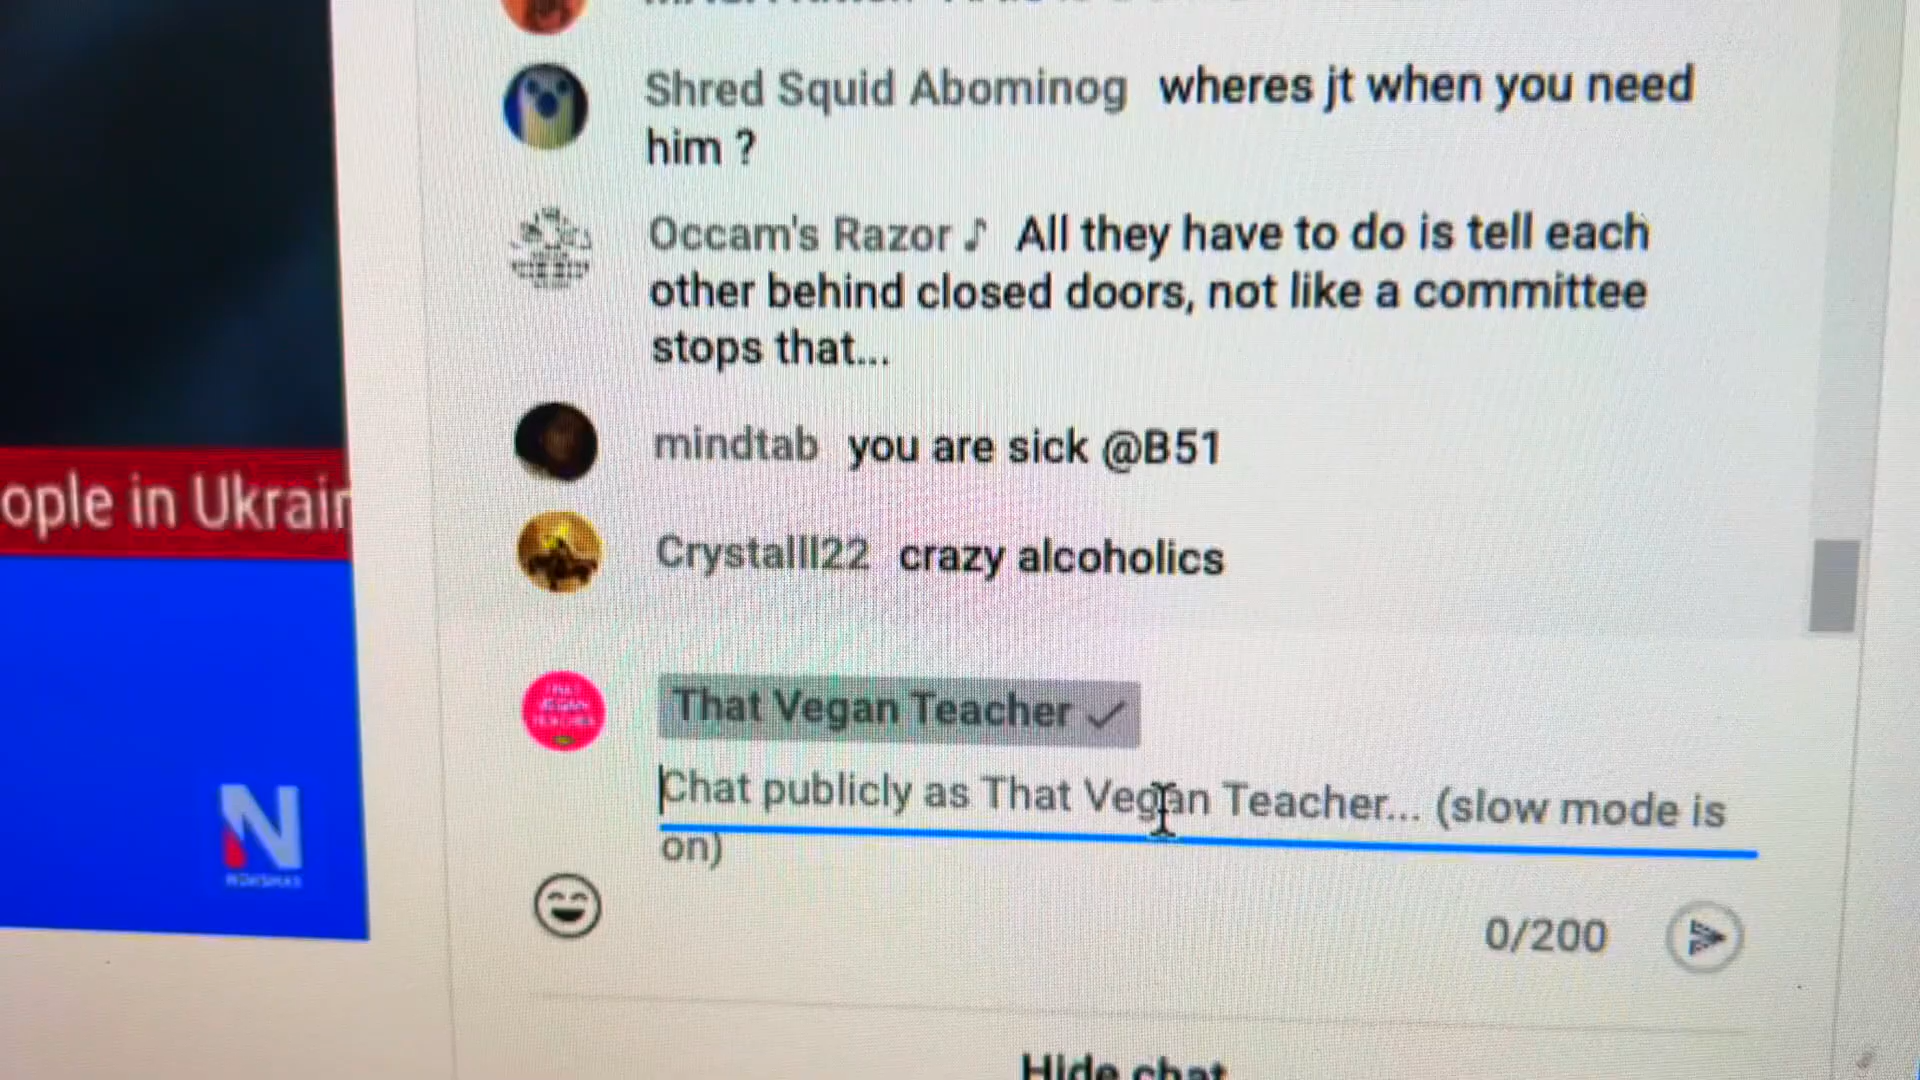 Shred Squid Abominog wheres jt when you need
him ?
Occam's Razor ♪ All they have to do is tell each
other behind closed doors, not like a committee
stops that...
mindtab you are sick @B51
ople in Ukrain
Crystalll22 crazy alcoholics
That Vegan Teacher ✓
Chat publicly as That Vegan Teacher... (slow mode is
on)
N
NEWSMAX
0/200
Hide chat